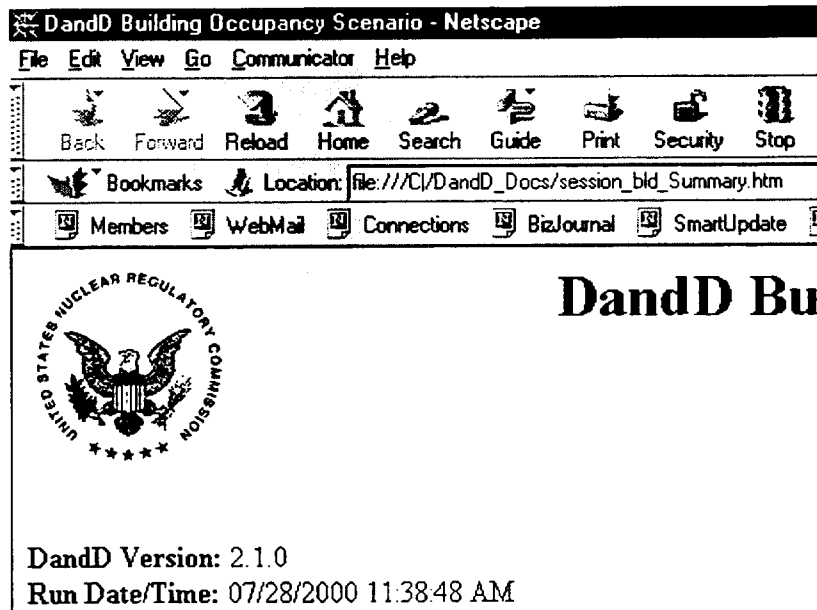 DandD Building Occupancy Scenario - Netscape
File Edit View Go Communicator Help
Back Forward Reload Home Search Guide Print Security Stop
Bookmarks Location: file:///C|/DandD_Docs/session_bld_Summary.htm
Members WebMail Connections BizJournal SmartUpdate
UNITED STATES NUCLEAR REGULATORY COMMISSION
DandD Bu
DandD Version: 2.1.0
Run Date/Time: 07/28/2000 11:38:48 AM